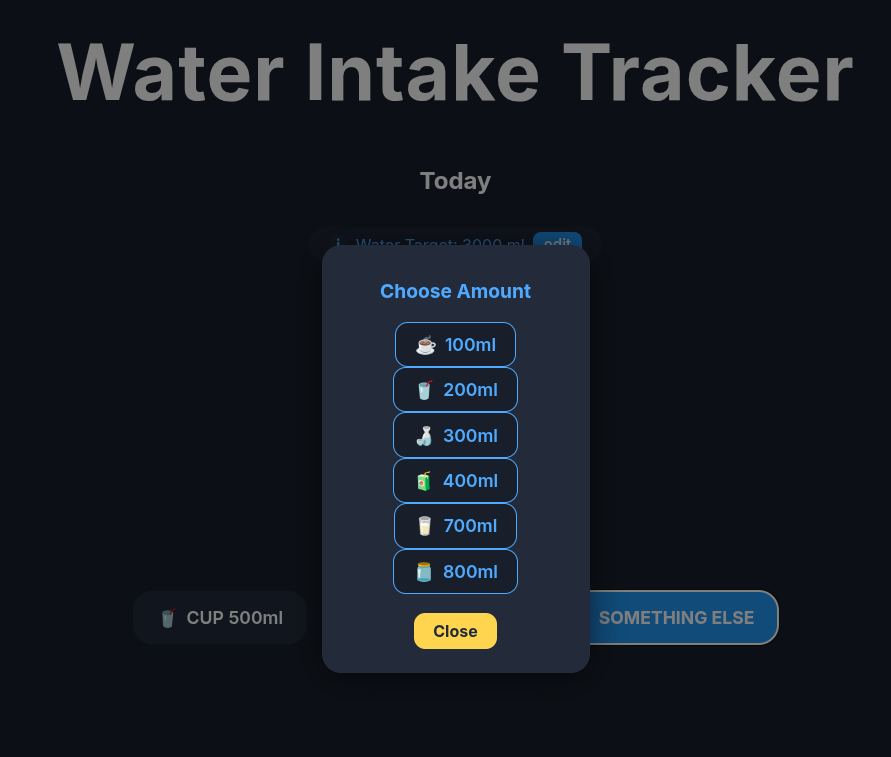 Water Intake Tracker
Today
Water Target: 3000 ml edit
Choose Amount
100ml
200ml
300ml
400ml
700ml
800ml
CUP 500ml
SOMETHING ELSE
Close